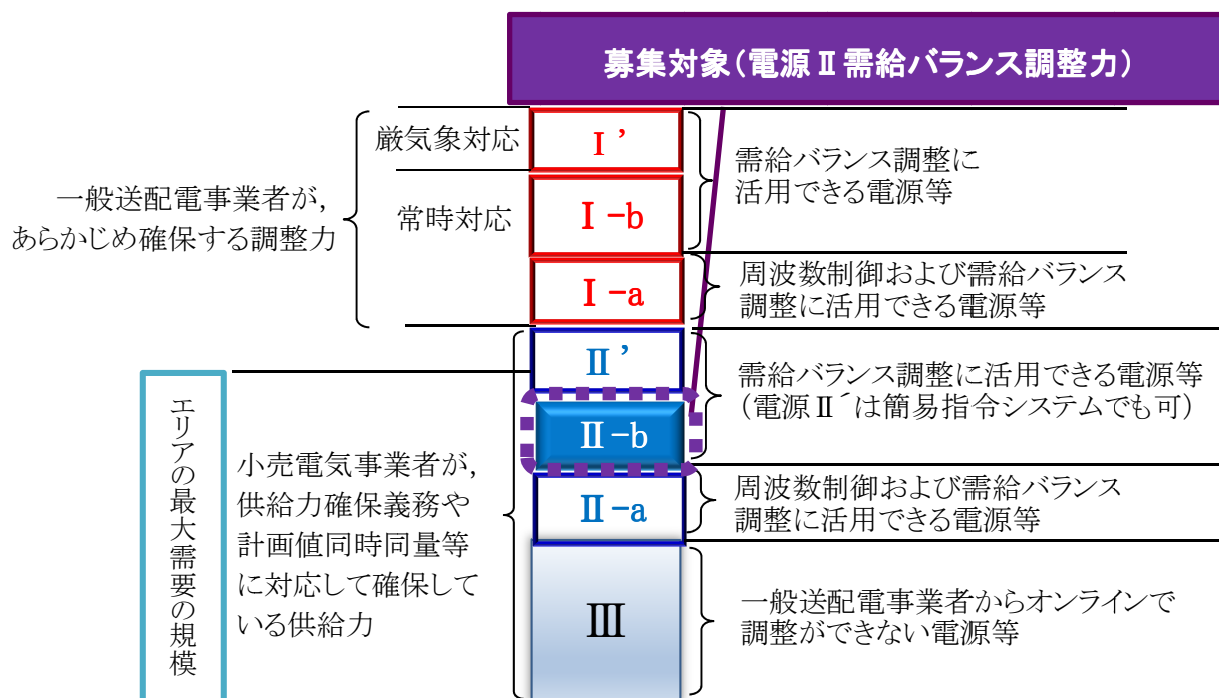 募集対象(電源Ⅱ需給バランス調整力)
厳気象対応
Ⅰ’
需給バランス調整に
活用できる電源等
一般送配電事業者が,
あらかじめ確保する調整力
常時対応
Ⅰ-b
Ⅰ-a
周波数制御および需給バランス
調整に活用できる電源等
Ⅱ’
需給バランス調整に活用できる電源等
(電源Ⅱ´は簡易指令システムでも可)
Ⅱ-b
エリアの最大需要の規模
小売電気事業者が,
供給力確保義務や
計画値同時同量等
に対応して確保して
いる供給力
Ⅱ-a
周波数制御および需給バランス
調整に活用できる電源等
Ⅲ
一般送配電事業者からオンラインで
調整ができない電源等